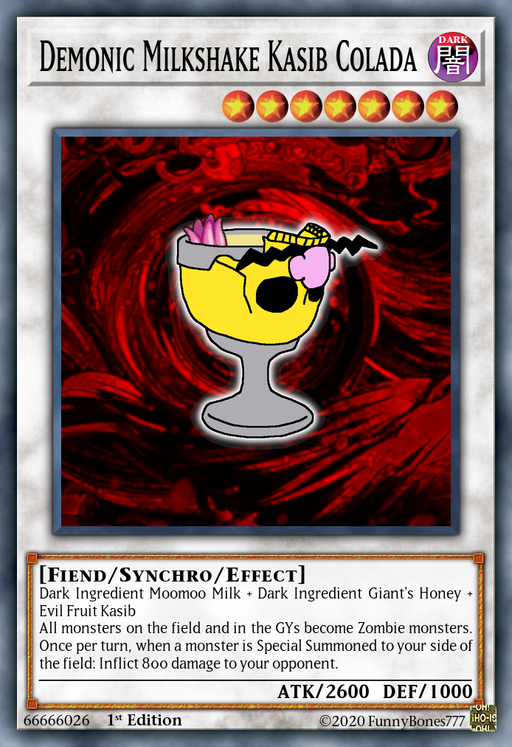 Demonic Milkshake Kasib Colada
DARK
闇
[Fiend/Synchro/Effect]
Dark Ingredient Moomoo Milk + Dark Ingredient Giant's Honey +
Evil Fruit Kasib
All monsters on the field and in the GYs become Zombie monsters.
Once per turn, when a monster is Special Summoned to your side of
the field: Inflict 800 damage to your opponent.
ATK/2600 DEF/1000
66666026 1st Edition ©2020 FunnyBones777